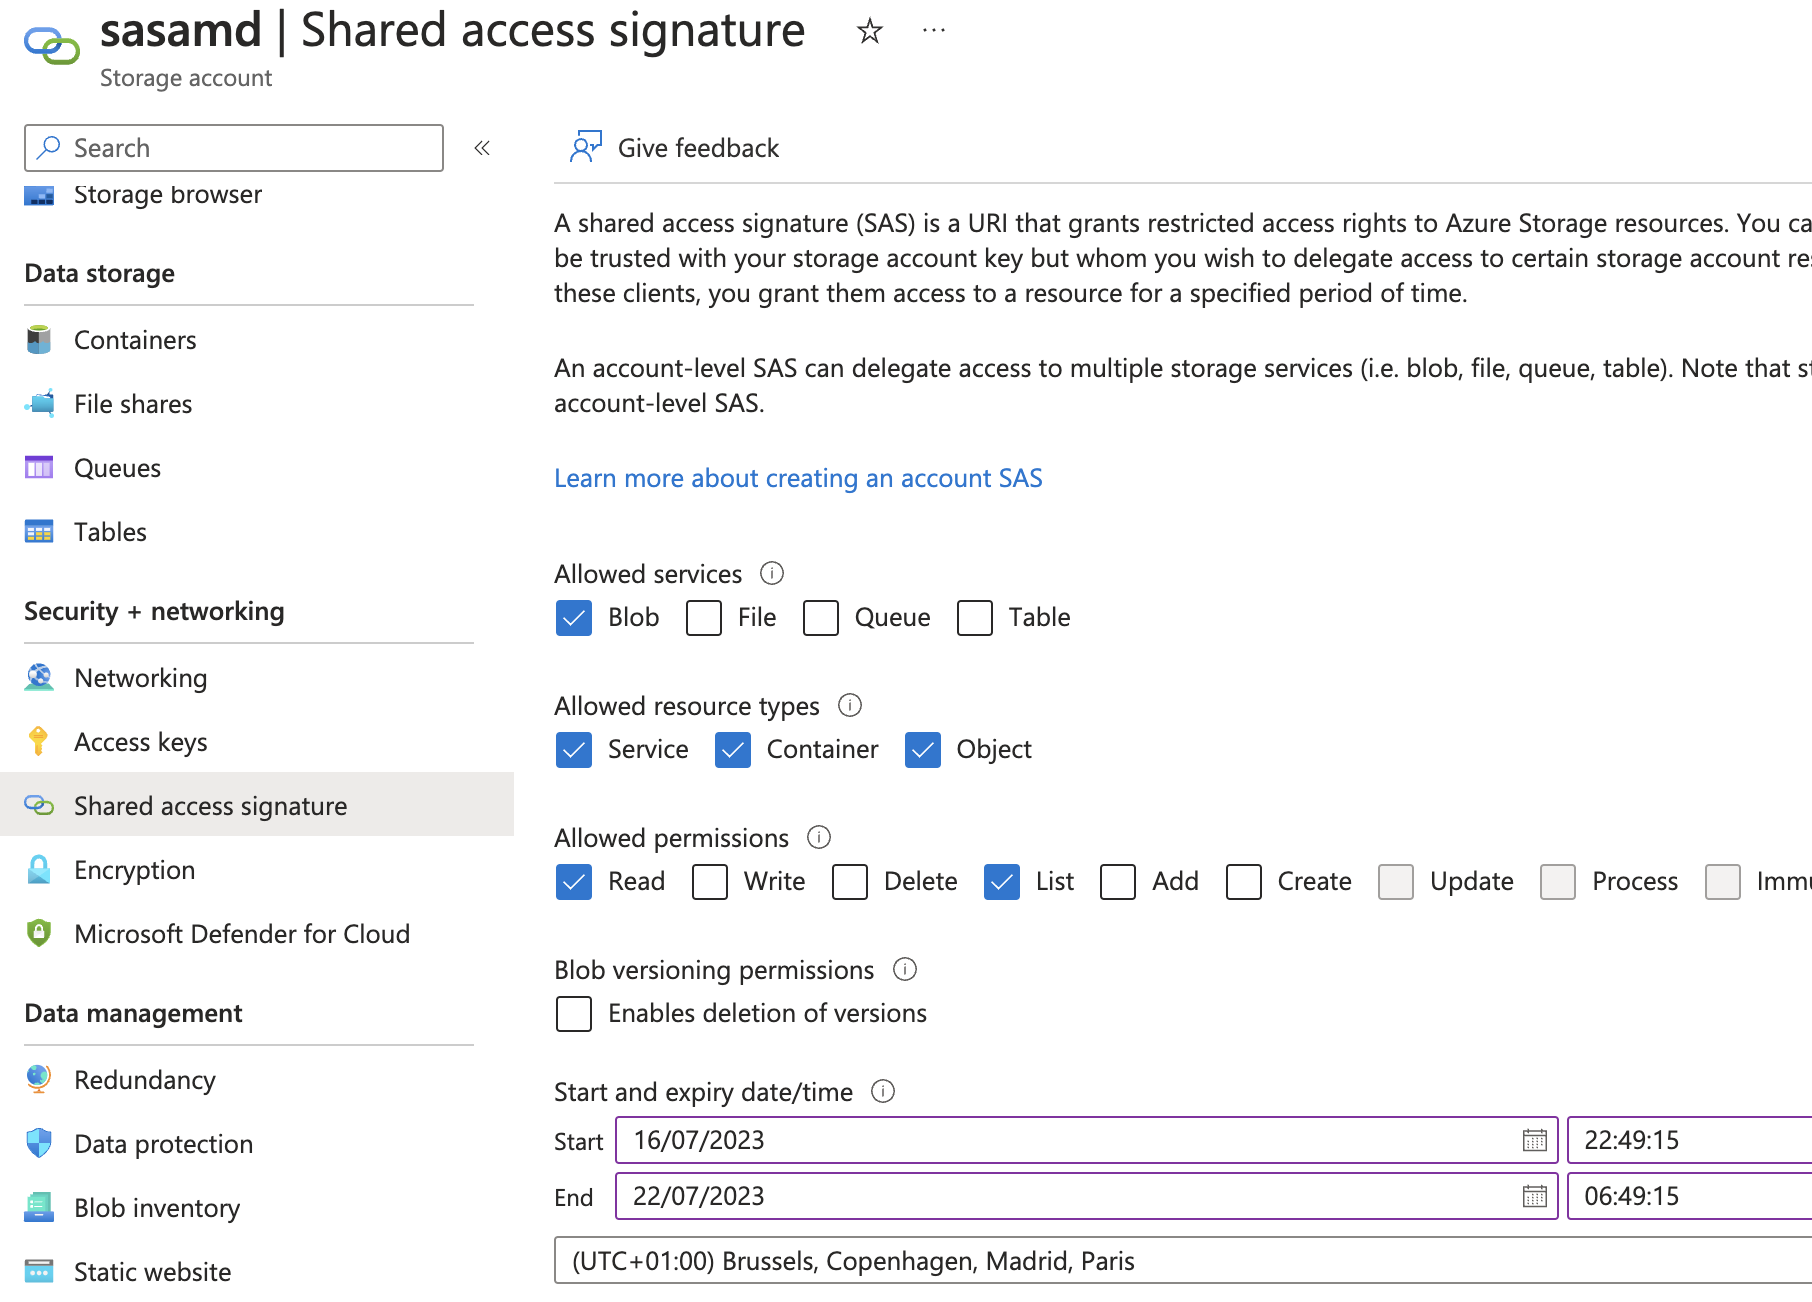 sasamd | Shared access signature
Storage account
Search
Storage browser
Data storage
Containers
File shares
Queues
Tables
Security + networking
Networking
Access keys
Shared access signature
Encryption
Microsoft Defender for Cloud
Data management
Redundancy
Data protection
Blob inventory
Static website
Give feedback
A shared access signature (SAS) is a URI that grants restricted access rights to Azure Storage resources. You ca
be trusted with your storage account key but whom you wish to delegate access to certain storage account res
these clients, you grant them access to a resource for a specified period of time.
An account-level SAS can delegate access to multiple storage services (i.e. blob, file, queue, table). Note that st
account-level SAS.
Learn more about creating an account SAS
Allowed services
Blob File Queue Table
Allowed resource types
Service Container Object
Allowed permissions
Read Write Delete List Add Create Update Process Immu
Blob versioning permissions
Enables deletion of versions
Start and expiry date/time
Start 16/07/2023 22:49:15
End 22/07/2023 06:49:15
(UTC+01:00) Brussels, Copenhagen, Madrid, Paris